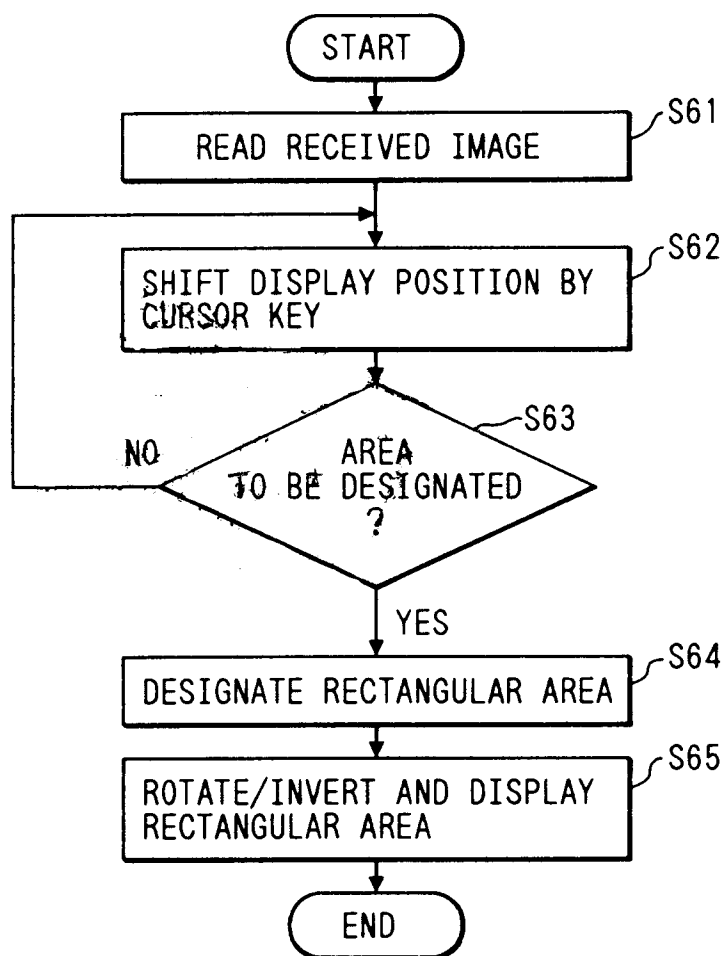 START
S61
READ RECEIVED IMAGE
S62
SHIFT DISPLAY POSITION BY
CURSOR KEY
S63
NO
AREA
TO BE DESIGNATED
?
YES
S64
DESIGNATE RECTANGULAR AREA
S65
ROTATE/INVERT AND DISPLAY
RECTANGULAR AREA
END